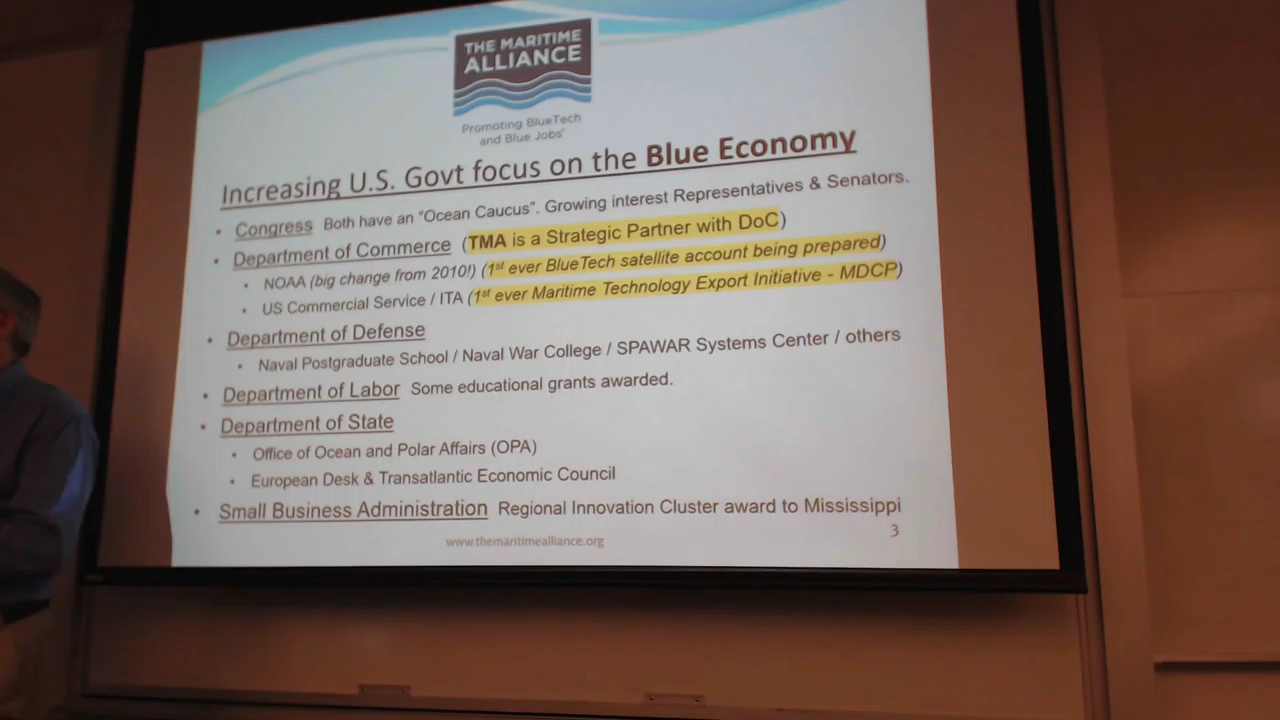 THE MARITIME
ALLIANCE
Promoting BlueTech
and Blue Jobs
Increasing U.S. Govt focus on the Blue Economy
• Congress Both have an "Ocean Caucus". Growing interest Representatives & Senators.
• Department of Commerce (TMA is a Strategic Partner with DoC)
• NOAA (big change from 2010!) (1st ever BlueTech satellite account being prepared)
• US Commercial Service / ITA (1st ever Maritime Technology Export Initiative - MDCP)
• Department of Defense
• Naval Postgraduate School / Naval War College / SPAWAR Systems Center / others
• Department of Labor Some educational grants awarded.
• Department of State
• Office of Ocean and Polar Affairs (OPA)
• European Desk & Transatlantic Economic Council
• Small Business Administration Regional Innovation Cluster award to Mississippi
www.themaritimealliance.org
3